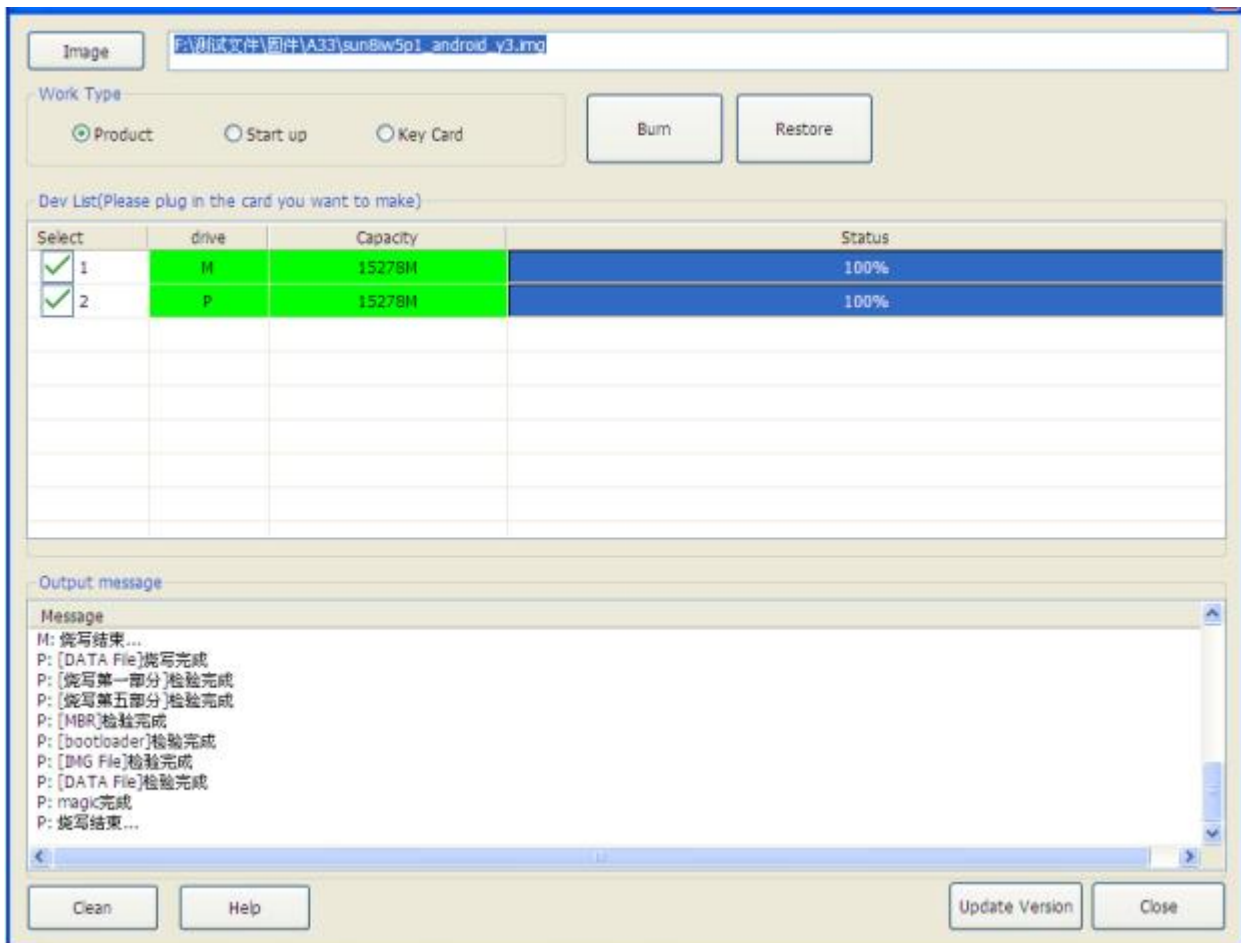 Image
F:\测试文件\固件\A33\sun8iw5p1_android_y3.img
Work Type
Product Start up Key Card
Burn Restore
Dev List(Please plug in the card you want to make)
Select drive Capacity Status
1 M 15278M 100%
2 P 15278M 100%
Output message
Message
M: 烧写结束...
P: [DATA File]烧写完成
P: [烧写第一部分]检验完成
P: [烧写第五部分]检验完成
P: [MBR]检验完成
P: [bootloader]检验完成
P: [IMG File]检验完成
P: [DATA File]检验完成
P: magic完成
P: 烧写结束...
Clean Help Update Version Close